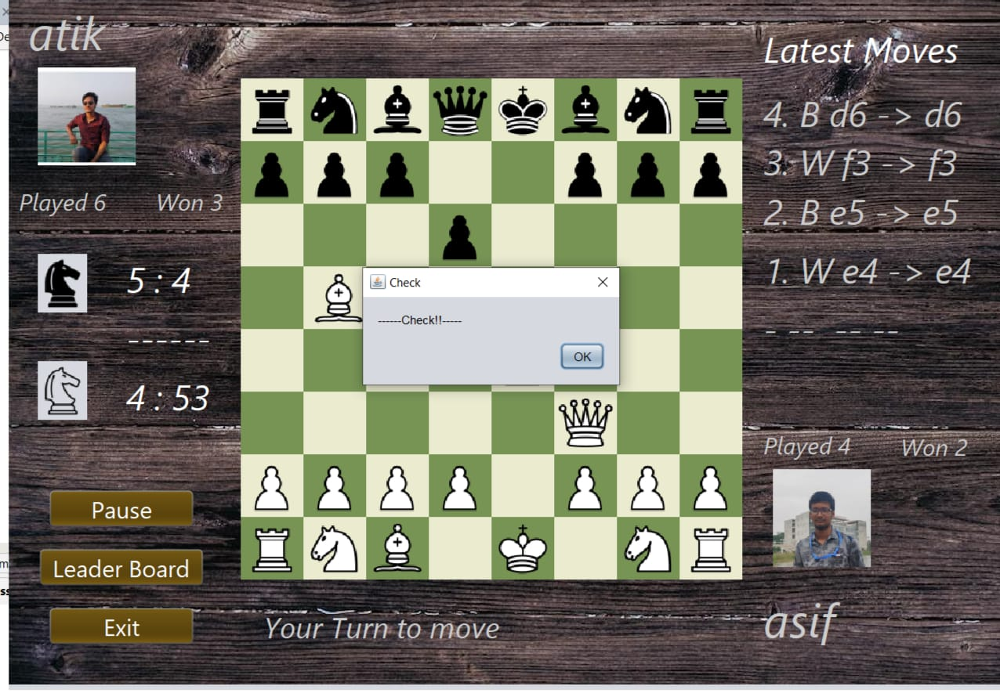 De
atik
Latest Moves
4. B d6 -> d6
3. W f3 -> f3
Played 6 Won 3
2. B e5 -> e5
1. W e4 -> e4
5 : 4
Check
------Check!!-----
OK
------
- -- -- --
4 : 53
Played 4 Won 2
Pause
Leader Board
Exit
Your Turn to move
asif